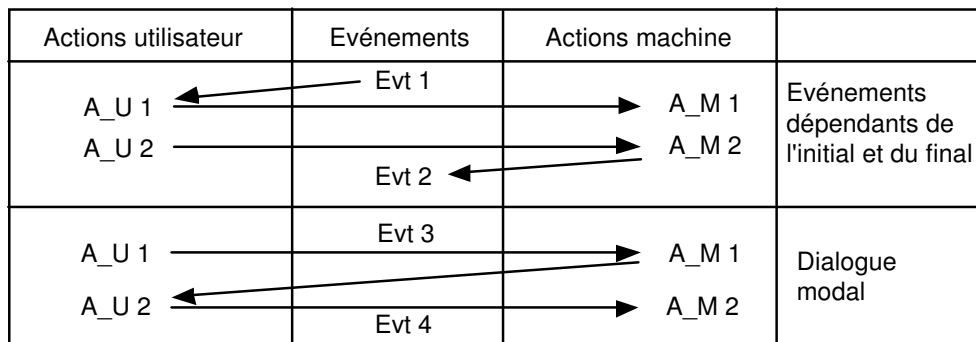 Actions utilisateur Evénements Actions machine
Evt 1
A_U 1 A_M 1
A_U 2 A_M 2
Evt 2
Evénements
dépendants de
l'initial et du final
Evt 3
A_U 1 A_M 1
A_U 2 A_M 2
Evt 4
Dialogue
modal